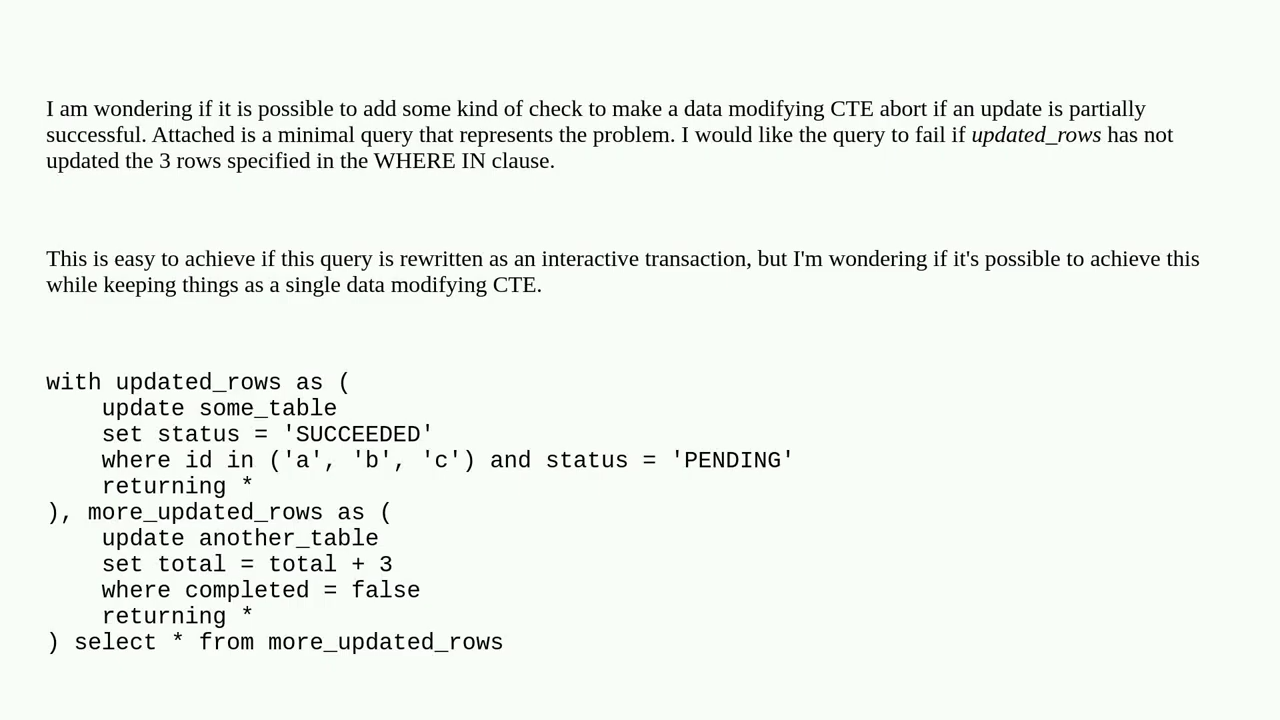 I am wondering if it is possible to add some kind of check to make a data modifying CTE abort if an update is partially
successful. Attached is a minimal query that represents the problem. I would like the query to fail if updated_rows has not
updated the 3 rows specified in the WHERE IN clause.
This is easy to achieve if this query is rewritten as an interactive transaction, but I'm wondering if it's possible to achieve this
while keeping things as a single data modifying CTE.
with updated_rows as (
    update some_table
    set status = 'SUCCEEDED'
    where id in ('a', 'b', 'c') and status = 'PENDING'
    returning *
), more_updated_rows as (
    update another_table
    set total = total + 3
    where completed = false
    returning *
) select * from more_updated_rows